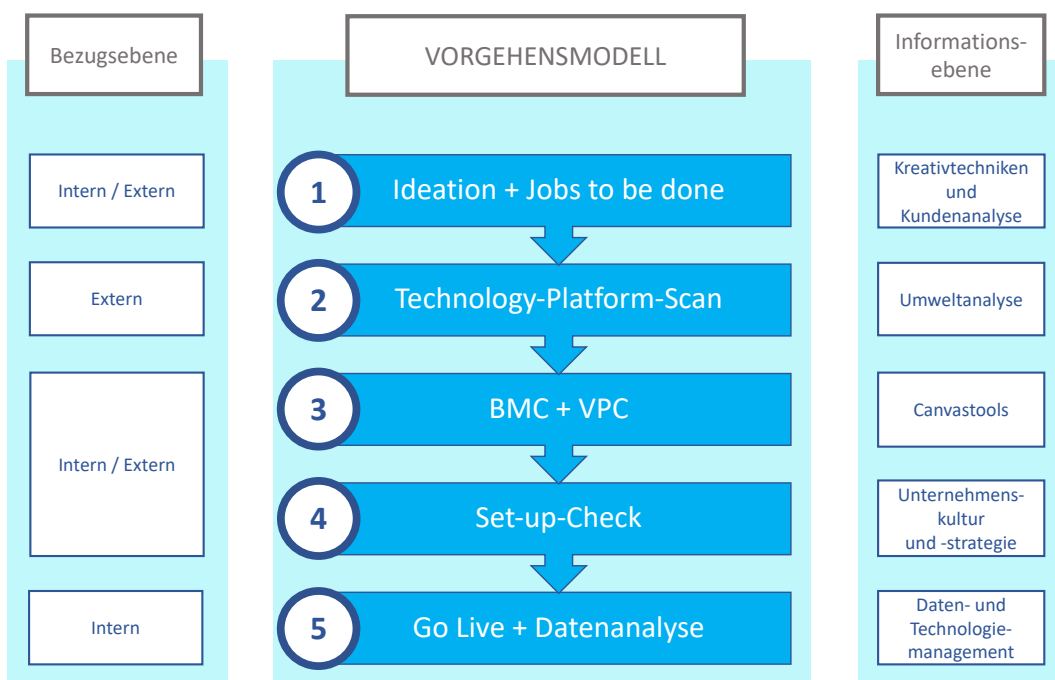 Bezugsebene
VORGEHENSMODELL
Informations-
ebene
Intern / Extern
1
Ideation + Jobs to be done
Kreativtechniken
und
Kundenanalyse
Extern
2
Technology-Platform-Scan
Umweltanalyse
Intern / Extern
3
BMC + VPC
Canvastools
4
Set-up-Check
Unternehmens-
kultur
und -strategie
Intern
5
Go Live + Datenanalyse
Daten- und
Technologie-
management